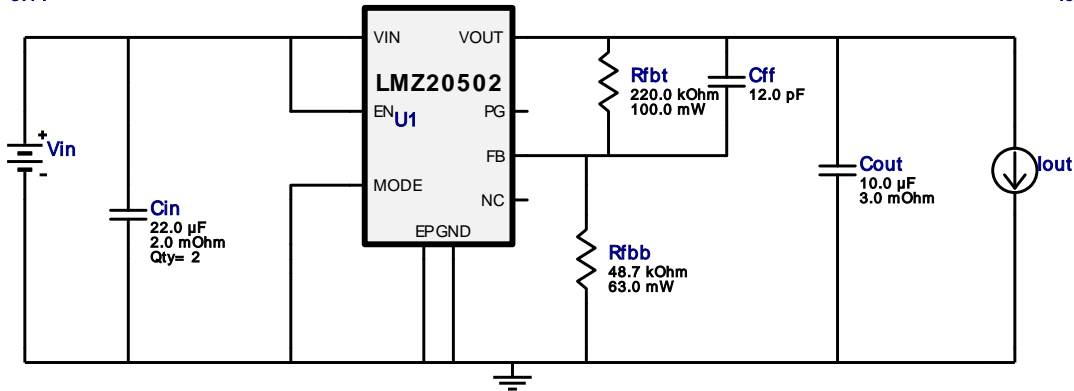 VIN
VOUT
LMZ20502
EN
U1
PG
FB
MODE
NC
EP GND
Vin
+
-
Cin
22.0 µF
2.0 mOhm
Qty= 2
Rfbt
220.0 kOhm
100.0 mW
Cff
12.0 pF
Rfbb
48.7 kOhm
63.0 mW
Cout
10.0 µF
3.0 mOhm
Iout